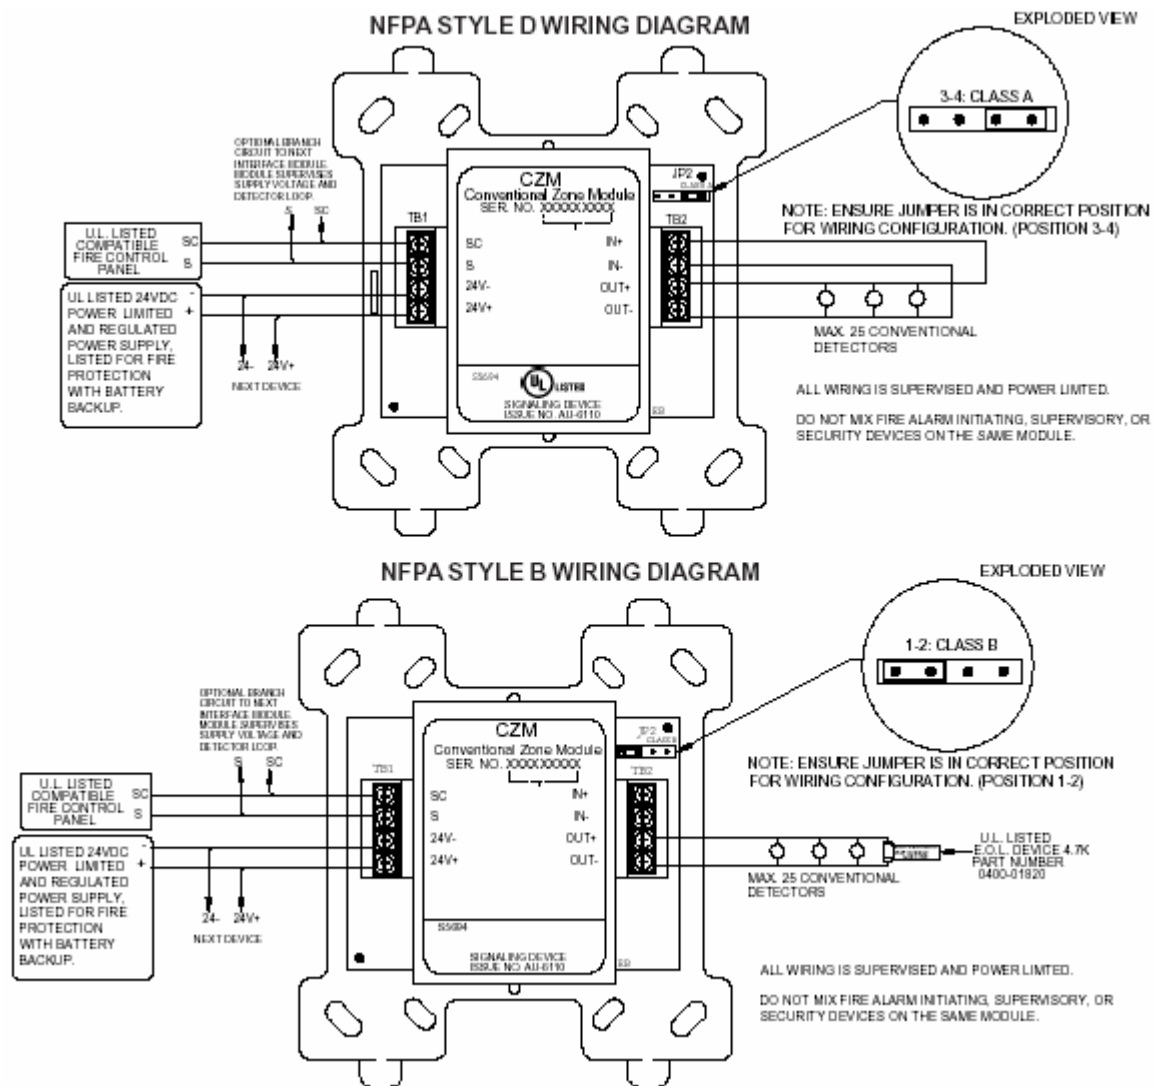 NFPA STYLE D WIRING DIAGRAM
EXPLODED VIEW
3-4: CLASS A
OPTIONAL BRANCH
CIRCUIT TO NEXT
INTERFACE MODULE.
MODULE SUPERVISES
SUPPLY VOLTAGE AND
DETECTOR LOOP.
S SC
U.L. LISTED
COMPATIBLE
FIRE CONTROL
PANEL
SC
S
UL LISTED 24VDC
POWER LIMITED
AND REGULATED
POWER SUPPLY,
LISTED FOR FIRE
PROTECTION
WITH BATTERY
BACKUP.
-
+
24- 24V+
NEXT DEVICE
TB1
CZM
Conventional Zone Module
SER. NO. XXXXXXXXX
SC
S
24V-
24V+
IN+
IN-
OUT+
OUT-
S5694
UL LISTED
SIGNALING DEVICE
ISSUE NO. AU-6110
JP2
CLASS A
TB2
NOTE: ENSURE JUMPER IS IN CORRECT POSITION
FOR WIRING CONFIGURATION. (POSITION 3-4)
MAX. 25 CONVENTIONAL
DETECTORS
ALL WIRING IS SUPERVISED AND POWER LIMTED.
DO NOT MIX FIRE ALARM INITIATING, SUPERVISORY, OR
SECURITY DEVICES ON THE SAME MODULE.
NFPA STYLE B WIRING DIAGRAM
EXPLODED VIEW
1-2: CLASS B
OPTIONAL BRANCH
CIRCUIT TO NEXT
INTERFACE MODULE
MODULE SUPERVISES
SUPPLY VOLTAGE AND
DETECTOR LOOP.
S SC
U.L. LISTED
COMPATIBLE
FIRE CONTROL
PANEL
SC
S
UL LISTED 24VDC
POWER LIMITED
AND REGULATED
POWER SUPPLY,
LISTED FOR FIRE
PROTECTION
WITH BATTERY
BACKUP.
-
+
24- 24V+
NEXT DEVICE
TB1
CZM
Conventional Zone Module
SER. NO. XXXXXXXXX
SC
S
24V-
24V+
IN+
IN-
OUT+
OUT-
S5694
SIGNALING DEVICE
ISSUE NO. AU-6110
JP2
CLASS B
TB2
NOTE: ENSURE JUMPER IS IN CORRECT POSITION
FOR WIRING CONFIGURATION. (POSITION 1-2)
U.L. LISTED
E.O.L. DEVICE 4.7K
PART NUMBER
0400-01820
MAX. 25 CONVENTIONAL
DETECTORS
ALL WIRING IS SUPERVISED AND POWER LIMTED.
DO NOT MIX FIRE ALARM INITIATING, SUPERVISORY, OR
SECURITY DEVICES ON THE SAME MODULE.